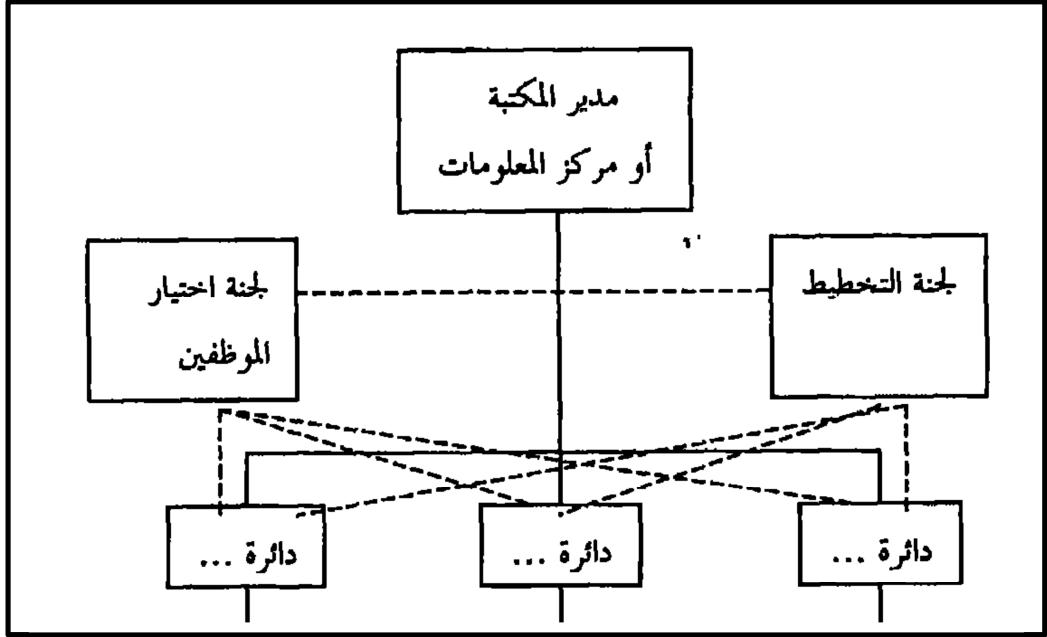 مدير المكتبة
أو مركز المعلومات
لجنة التخطيط
لجنة اختيار
الموظفين
دائرة ...
دائرة ...
دائرة ...